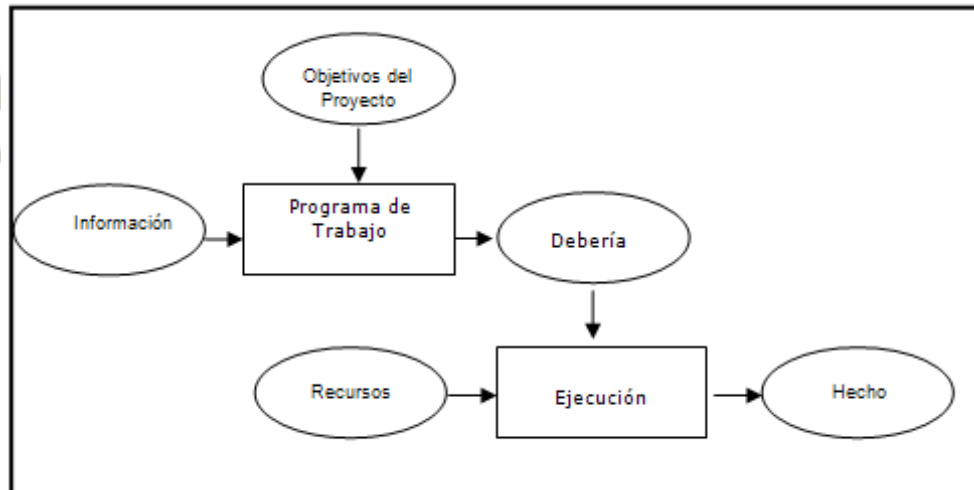 Objetivos del
Proyecto
Información
Programa de
Trabajo
Debería
Recursos
Ejecución
Hecho